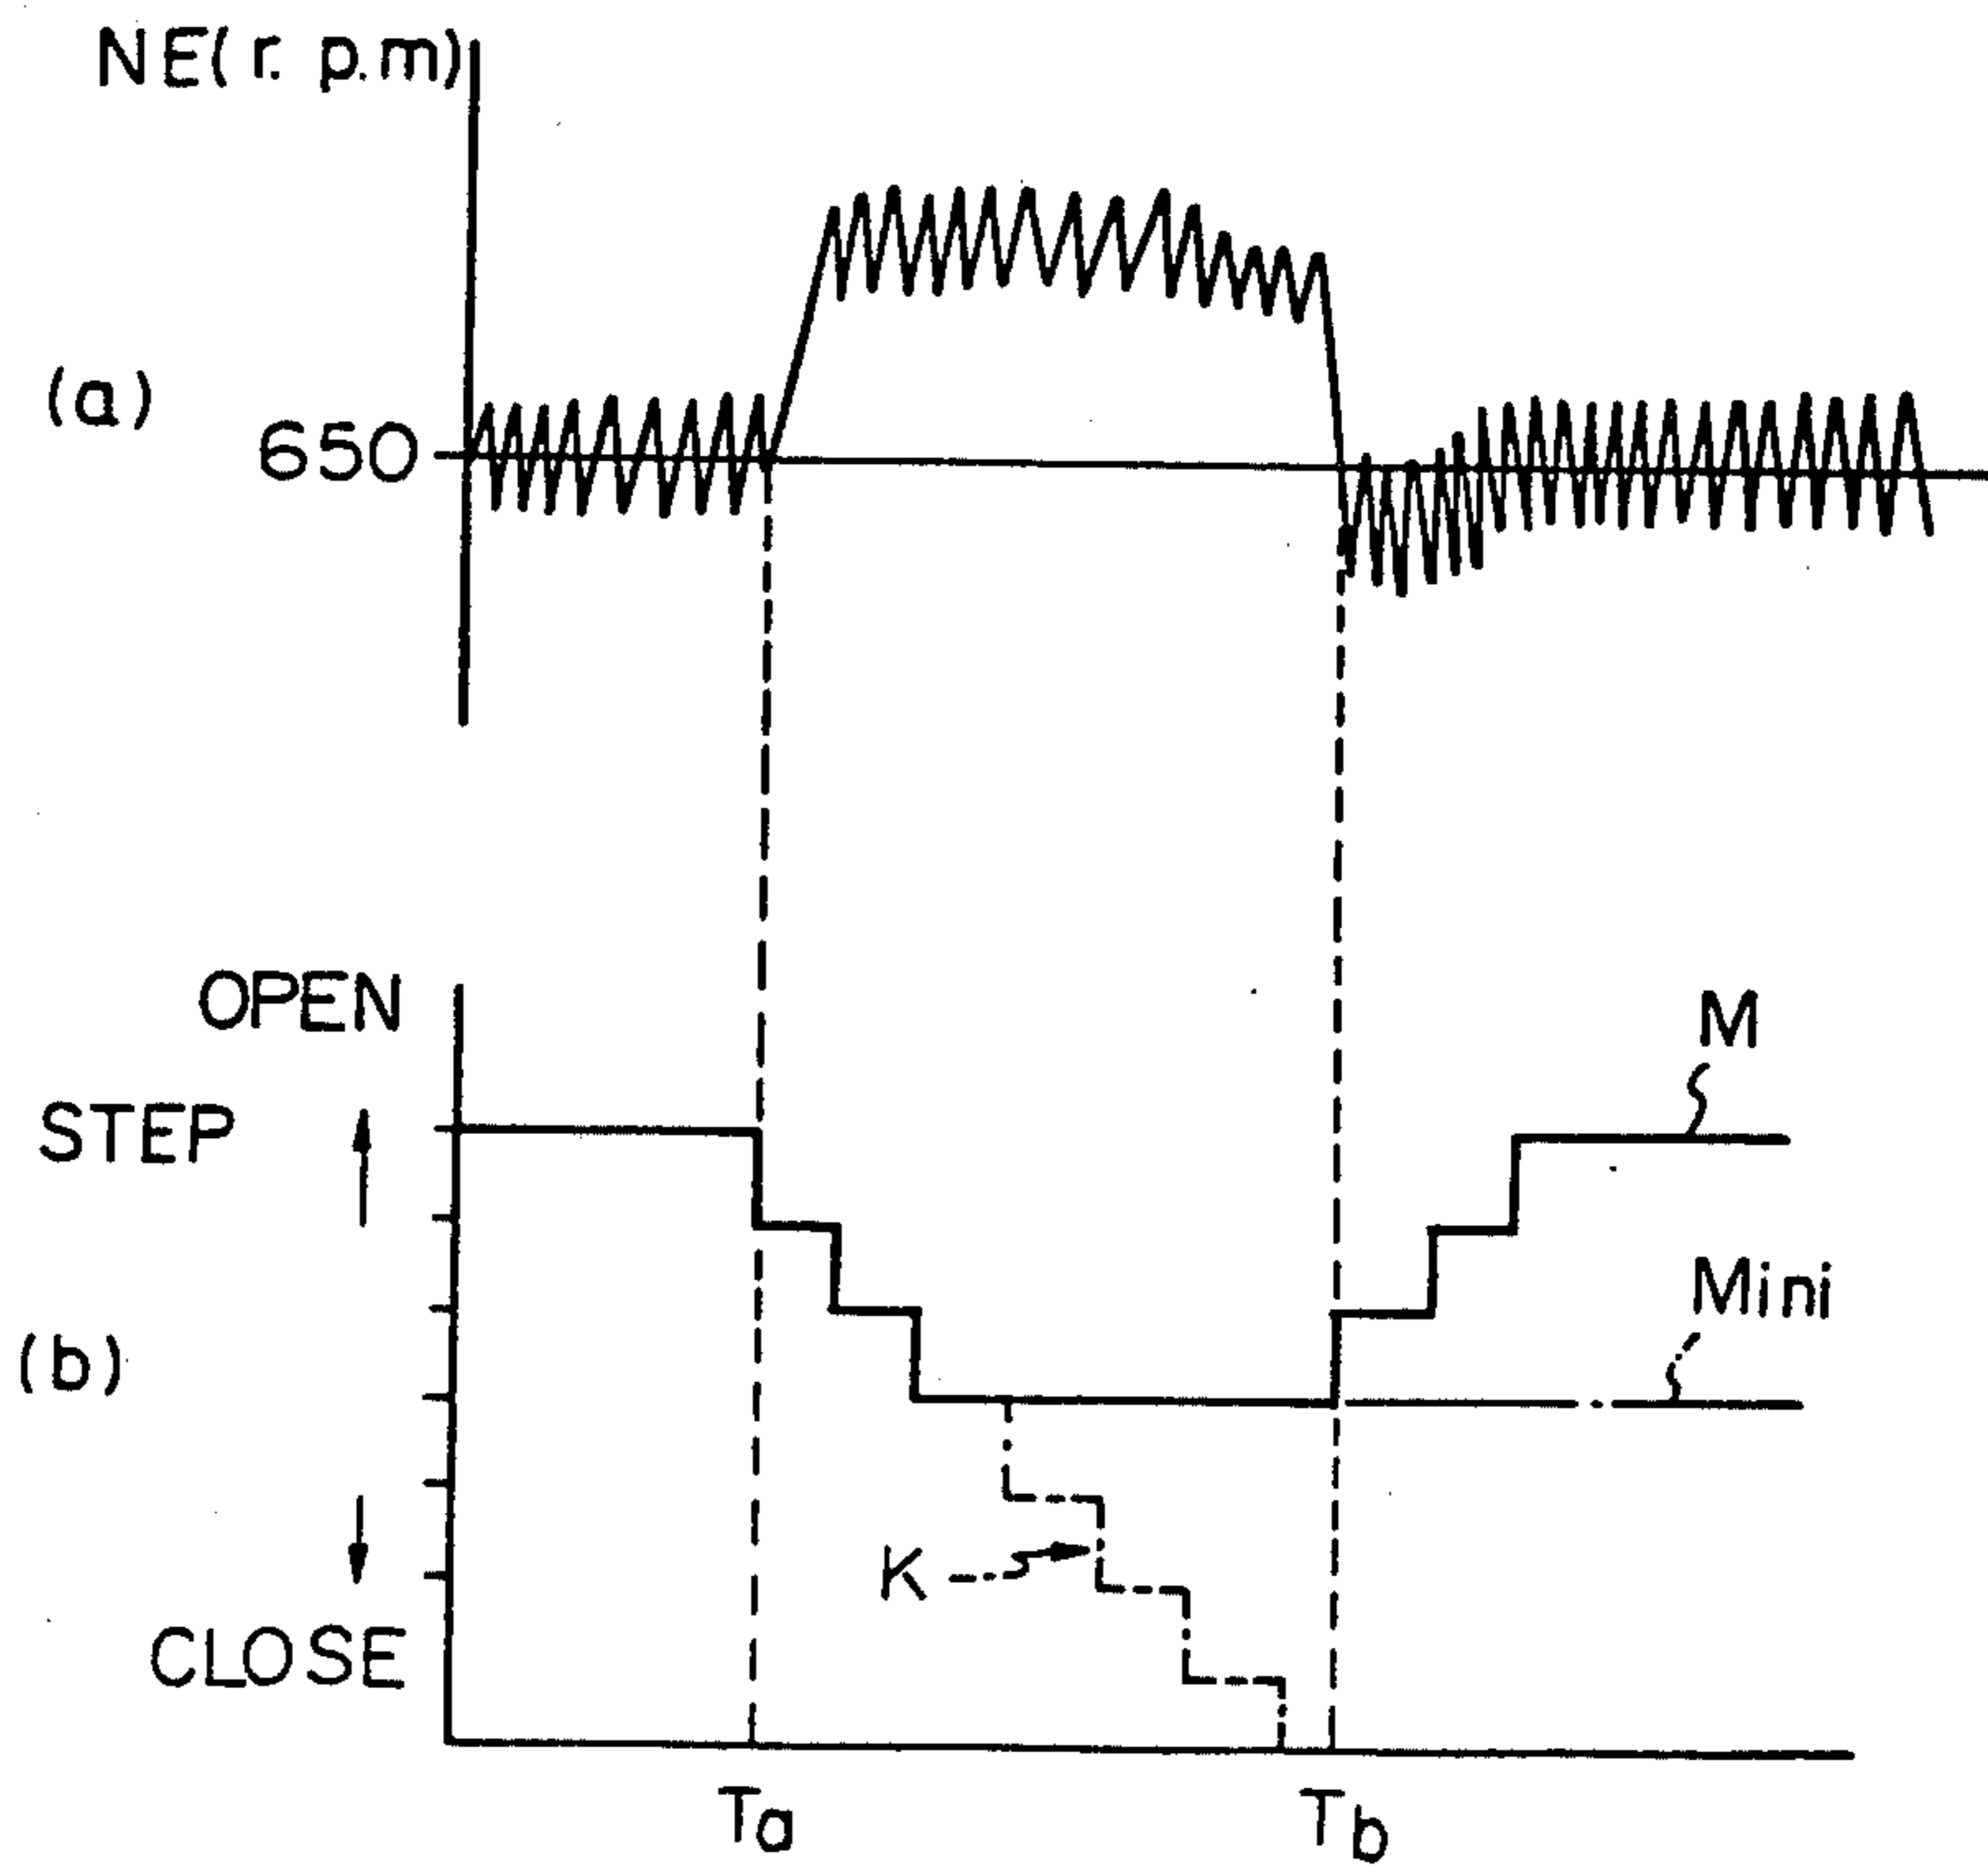 NE(r. p.m)
(a)
650
OPEN
M
STEP
Mini
(b)
K
CLOSE
Ta
Tb